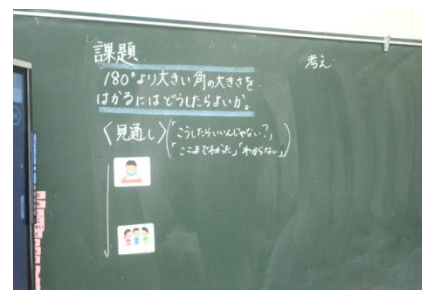 課題
180°より大きい角の大きさを
はかるにはどうしたらよいか。
〈見通し〉(「こうしたらいいんじゃない?」
「ここまでわかった」「わからない」)
考え